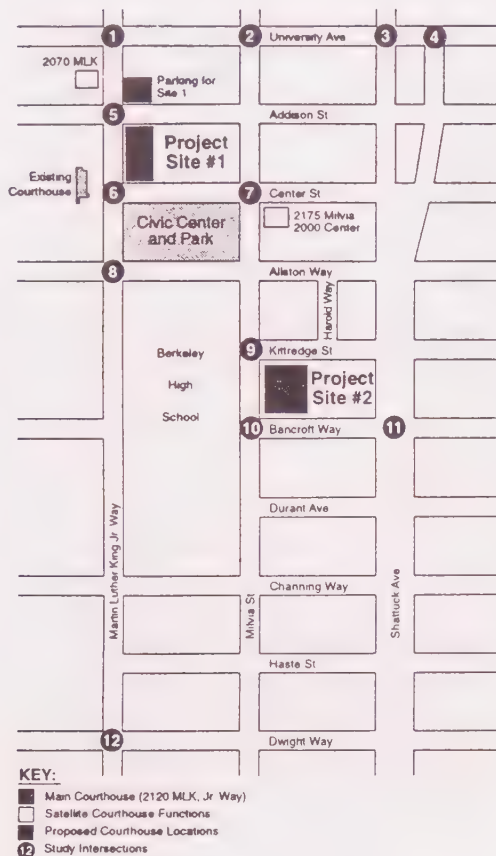 1
2
3
4
University Ave
2070 MLK
Parking for
Site 1
5
Addison St
Project
Site #1
Existing
Courthouse
6
7
Center St
Civic Center
and Park
2175 Milvia
2000 Center
8
Allston Way
Harold Way
9
Kittredge St
Berkeley
High
School
Project
Site #2
10
Bancroft Way
11
Durant Ave
Martin Luther King Jr Way
Milvia St
Shattuck Ave
Channing Way
Haste St
12
Dwight Way
KEY:
Main Courthouse (2120 MLK, Jr Way)
Satellite Courthouse Functions
Proposed Courthouse Locations
12 Study Intersections